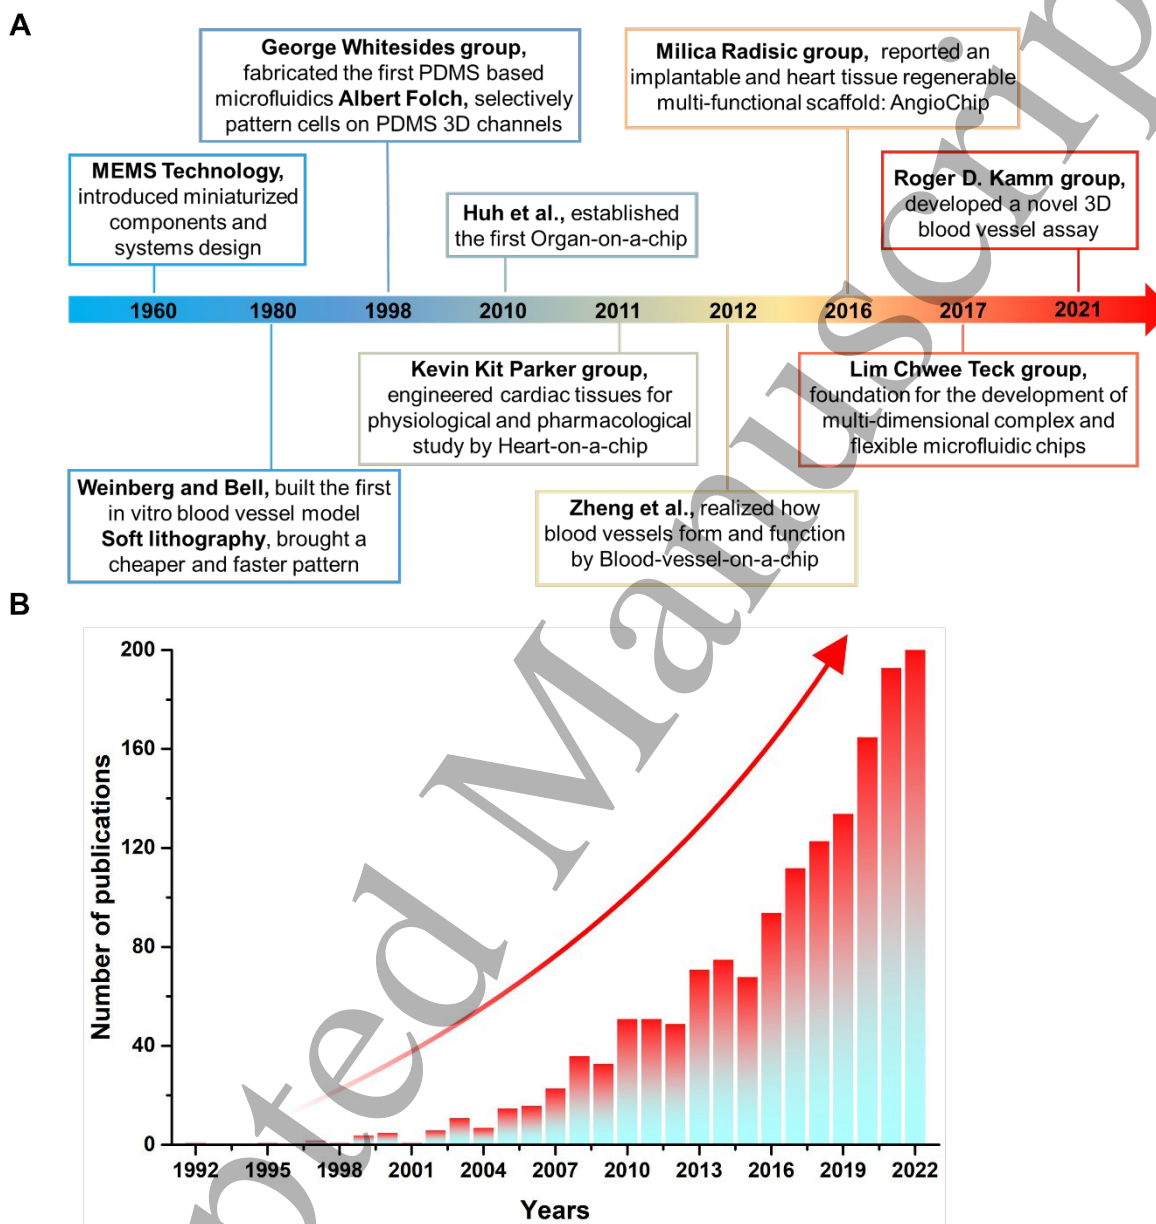 A
George Whitesides group,
fabricated the first PDMS based
microfluidics Albert Folch, selectively
pattern cells on PDMS 3D channels
Milica Radisic group, reported an
implantable and heart tissue regenerable
multi-functional scaffold: AngioChip
MEMS Technology,
introduced miniaturized
components and
systems design
Huh et al., established
the first Organ-on-a-chip
Roger D. Kamm group,
developed a novel 3D
blood vessel assay
1960 1980 1998 2010 2011 2012 2016 2017 2021
Kevin Kit Parker group,
engineered cardiac tissues for
physiological and pharmacological
study by Heart-on-a-chip
Lim Chwee Teck group,
foundation for the development of
multi-dimensional complex and
flexible microfluidic chips
Weinberg and Bell, built the first
in vitro blood vessel model
Soft lithography, brought a
cheaper and faster pattern
Zheng et al., realized how
blood vessels form and function
by Blood-vessel-on-a-chip
B
Number of publications
200
160
120
80
40
0
1992 1995 1998 2001 2004 2007 2010 2013 2016 2019 2022
Years
pted Manuscrip